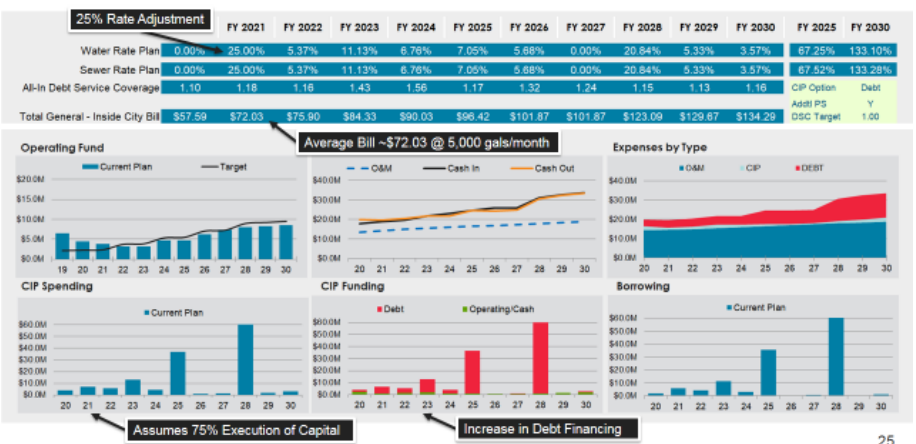 25% Rate Adjustment
FY 2021 FY 2022 FY 2023 FY 2024 FY 2025 FY 2026 FY 2027 FY 2028 FY 2029 FY 2030 FY 2025 FY 2030
Water Rate Plan 0.00% 25.00% 5.37% 11.13% 6.76% 7.05% 5.68% 0.00% 20.84% 5.33% 3.57% 67.25% 133.10%
Sewer Rate Plan 0.00% 25.00% 5.37% 11.13% 6.76% 7.05% 5.68% 0.00% 20.84% 5.33% 3.57% 67.52% 133.28%
All-In Debt Service Coverage 1.10 1.18 1.16 1.43 1.56 1.17 1.32 1.24 1.15 1.13 1.16 CIP Option Debt
Addtl PS Y
Total General - Inside City Bill $57.59 $72.03 $75.90 $84.33 $90.03 $96.42 $101.87 $101.87 $123.09 $129.67 $134.29 DSC Target 1.00
Average Bill ~$72.03 @ 5,000 gals/month
Operating Fund
Current Plan Target
$20.0M
$15.0M
$10.0M
$5.0M
$0.0M
19 20 21 22 23 24 25 26 27 28 29 30
O&M Cash In Cash Out
$40.0M
$30.0M
$20.0M
$10.0M
$0.0M
20 21 22 23 24 25 26 27 28 29 30
Expenses by Type
O&M CIP DEBT
$40.0M
$30.0M
$20.0M
$10.0M
$0.0M
20 21 22 23 24 25 26 27 28 29 30
CIP Spending
Current Plan
$60.0M
$50.0M
$40.0M
$30.0M
$20.0M
$10.0M
$0.0M
20 21 22 23 24 25 26 27 28 29 30
Assumes 75% Execution of Capital
CIP Funding
Debt Operating/Cash
$60.0M
$50.0M
$40.0M
$30.0M
$20.0M
$10.0M
$0.0M
20 21 22 23 24 25 26 27 28 29 30
Increase in Debt Financing
Borrowing
Current Plan
$60.0M
$50.0M
$40.0M
$30.0M
$20.0M
$10.0M
$0.0M
20 21 22 23 24 25 26 27 28 29 30
25